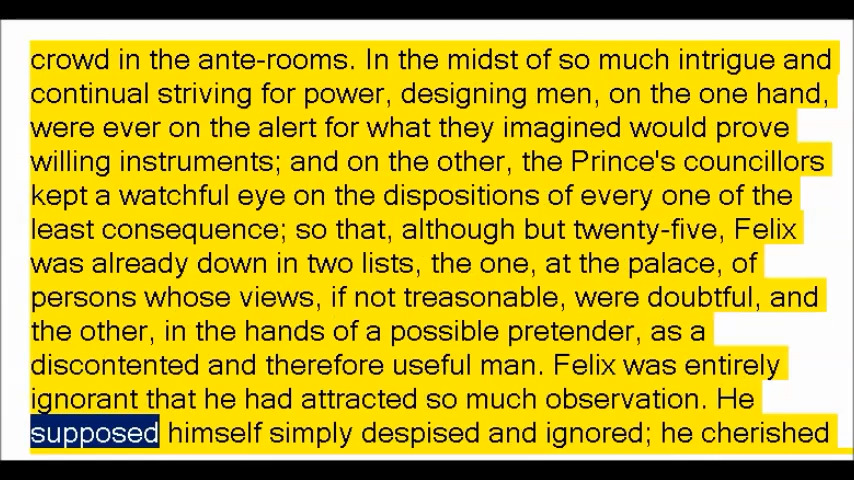 crowd in the ante-rooms. In the midst of so much intrigue and
continual striving for power, designing men, on the one hand,
were ever on the alert for what they imagined would prove
willing instruments; and on the other, the Prince's councillors
kept a watchful eye on the dispositions of every one of the
least consequence; so that, although but twenty-five, Felix
was already down in two lists, the one, at the palace, of
persons whose views, if not treasonable, were doubtful, and
the other, in the hands of a possible pretender, as a
discontented and therefore useful man. Felix was entirely
ignorant that he had attracted so much observation. He
supposed himself simply despised and ignored; he cherished